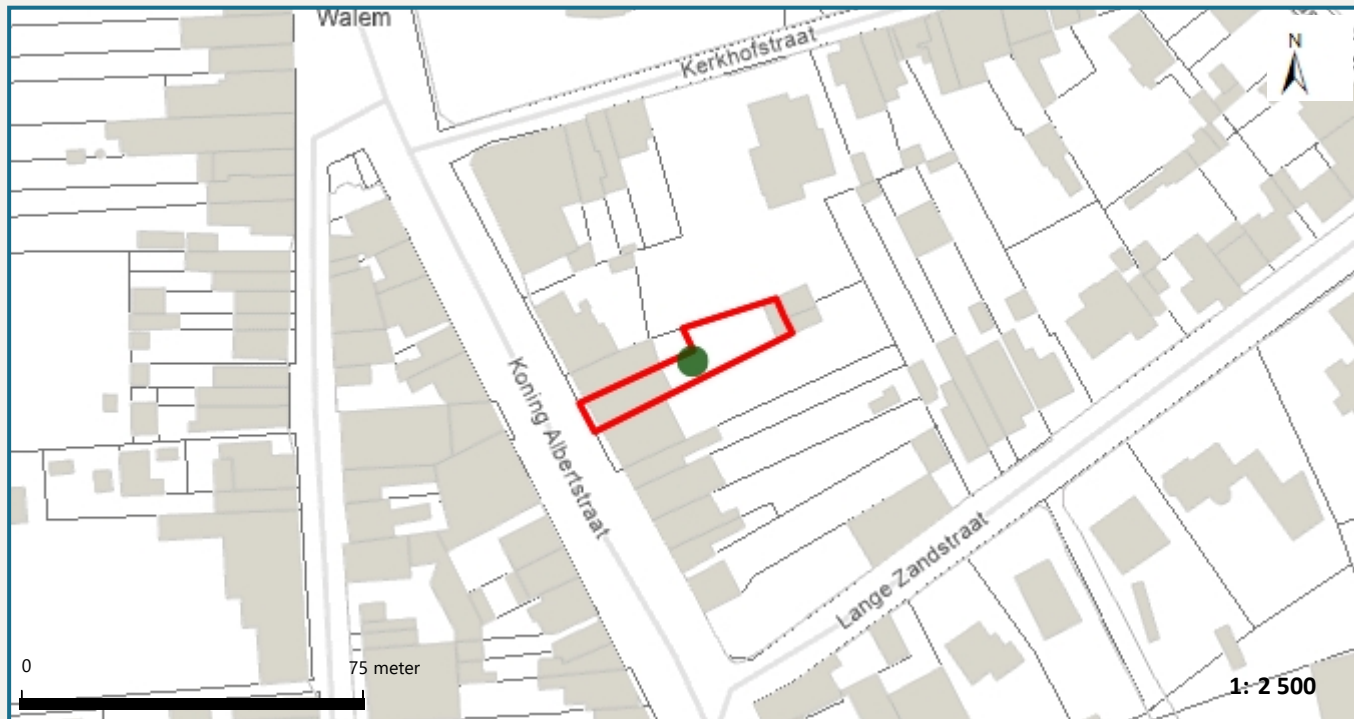 Walem
Kerkhofstraat
N
Koning Albertstraat
Lange Zandstraat
0
75 meter
1: 2 500